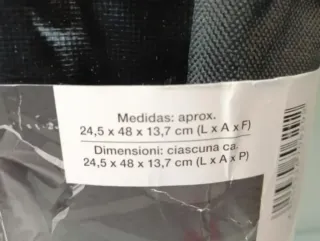 Medidas: aprox.
24,5 x 48 x 13,7 cm (L x A x F)
Dimensioni: ciascuna ca.
24,5 x 48 x 13,7 cm (L x A x P)